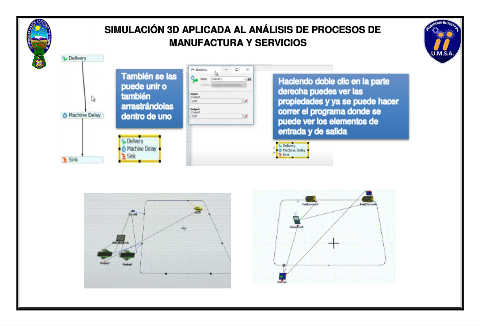 SIMULACIÓN 3D APLICADA AL ANÁLISIS DE PROCESOS DE
MANUFACTURA Y SERVICIOS
U.M.S.A.
Delivery
Machine Delay
Sink
También se las
puede unir o
también
arrastrándolas
dentro de uno
Delivery
Machine Delay
Sink
Haciendo doble clic en la parte
derecha puedes ver las
propiedades y ya se puede hacer
correr el programa donde se
puede ver los elementos de
entrada y de salida
Delivery
Machine Delay
Sink